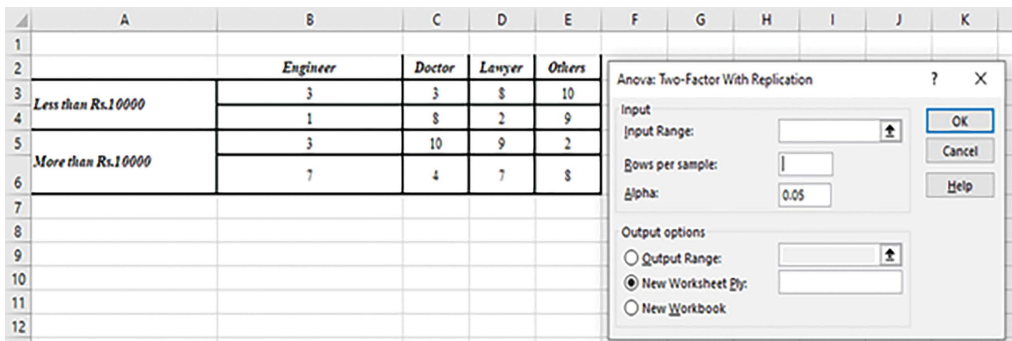 A B C D E F G H I J K
1
2 Engineer Doctor Lawyer Others
3 Less than Rs.10000 3 3 8 10
4 1 8 2 9
5 More than Rs.10000 3 10 9 2
6 7 4 7 8
7
8
9
10
11
12
Anova: Two-Factor With Replication ? X
Input
Input Range:
Rows per sample:
Alpha: 0.05
OK
Cancel
Help
Output options
Output Range:
New Worksheet Ply:
New Workbook